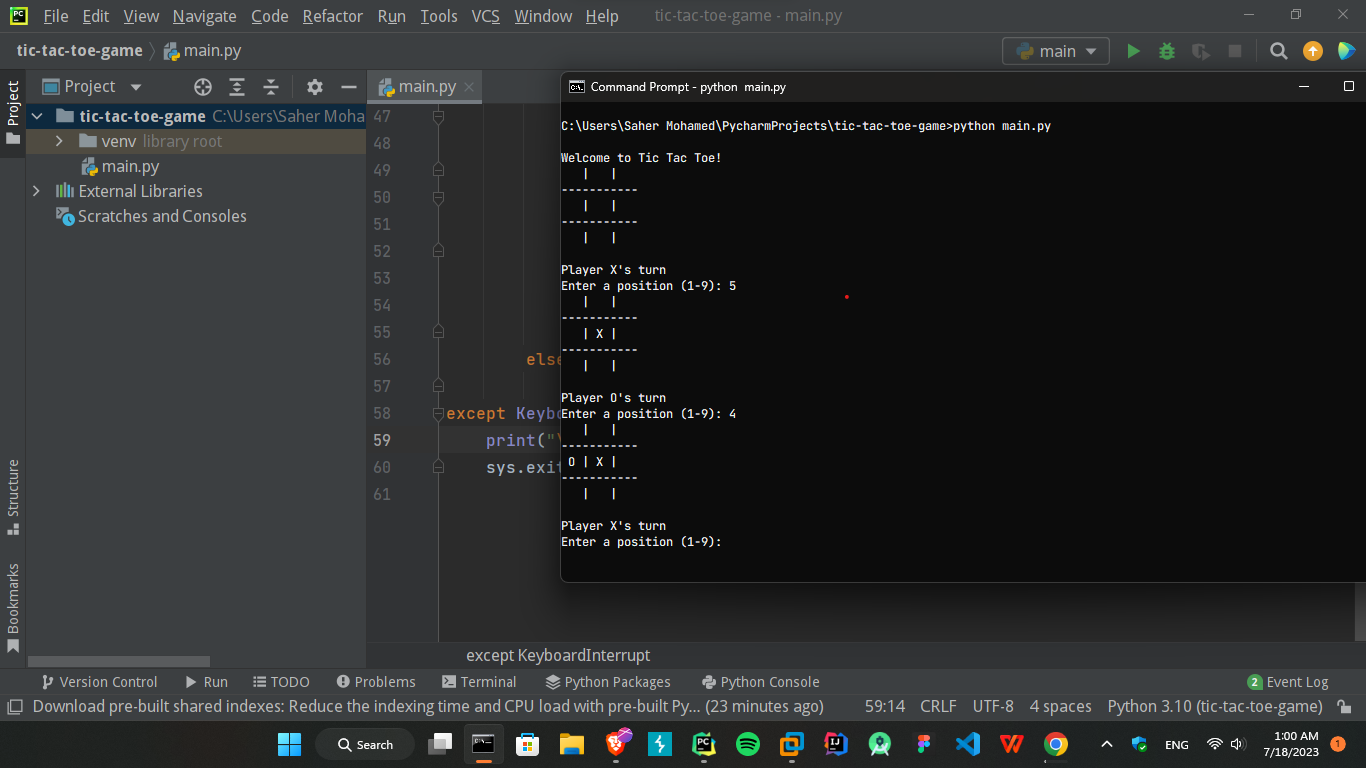 File Edit View Navigate Code Refactor Run Tools VCS Window Help tic-tac-toe-game - main.py
tic-tac-toe-game main.py main
Project
Project
main.py
tic-tac-toe-game C:\Users\Saher Moha
venv library root
main.py
External Libraries
Scratches and Consoles
Structure
Bookmarks
47
48
49
50
51
52
53
54
55
56 else
57
58 except Keybo
59 print("\
60 sys.exit
61
Command Prompt - python main.py
C:\Users\Saher Mohamed\PycharmProjects\tic-tac-toe-game>python main.py
Welcome to Tic Tac Toe!
| |
-----------
| |
-----------
| |
Player X's turn
Enter a position (1-9): 5
| |
-----------
| X |
-----------
| |
Player O's turn
Enter a position (1-9): 4
| |
-----------
O | X |
-----------
| |
Player X's turn
Enter a position (1-9):
except KeyboardInterrupt
Version Control Run TODO Problems Terminal Python Packages Python Console 2 Event Log
Download pre-built shared indexes: Reduce the indexing time and CPU load with pre-built Py... (23 minutes ago) 59:14 CRLF UTF-8 4 spaces Python 3.10 (tic-tac-toe-game)
Search
ENG
1:00 AM
7/18/2023
1